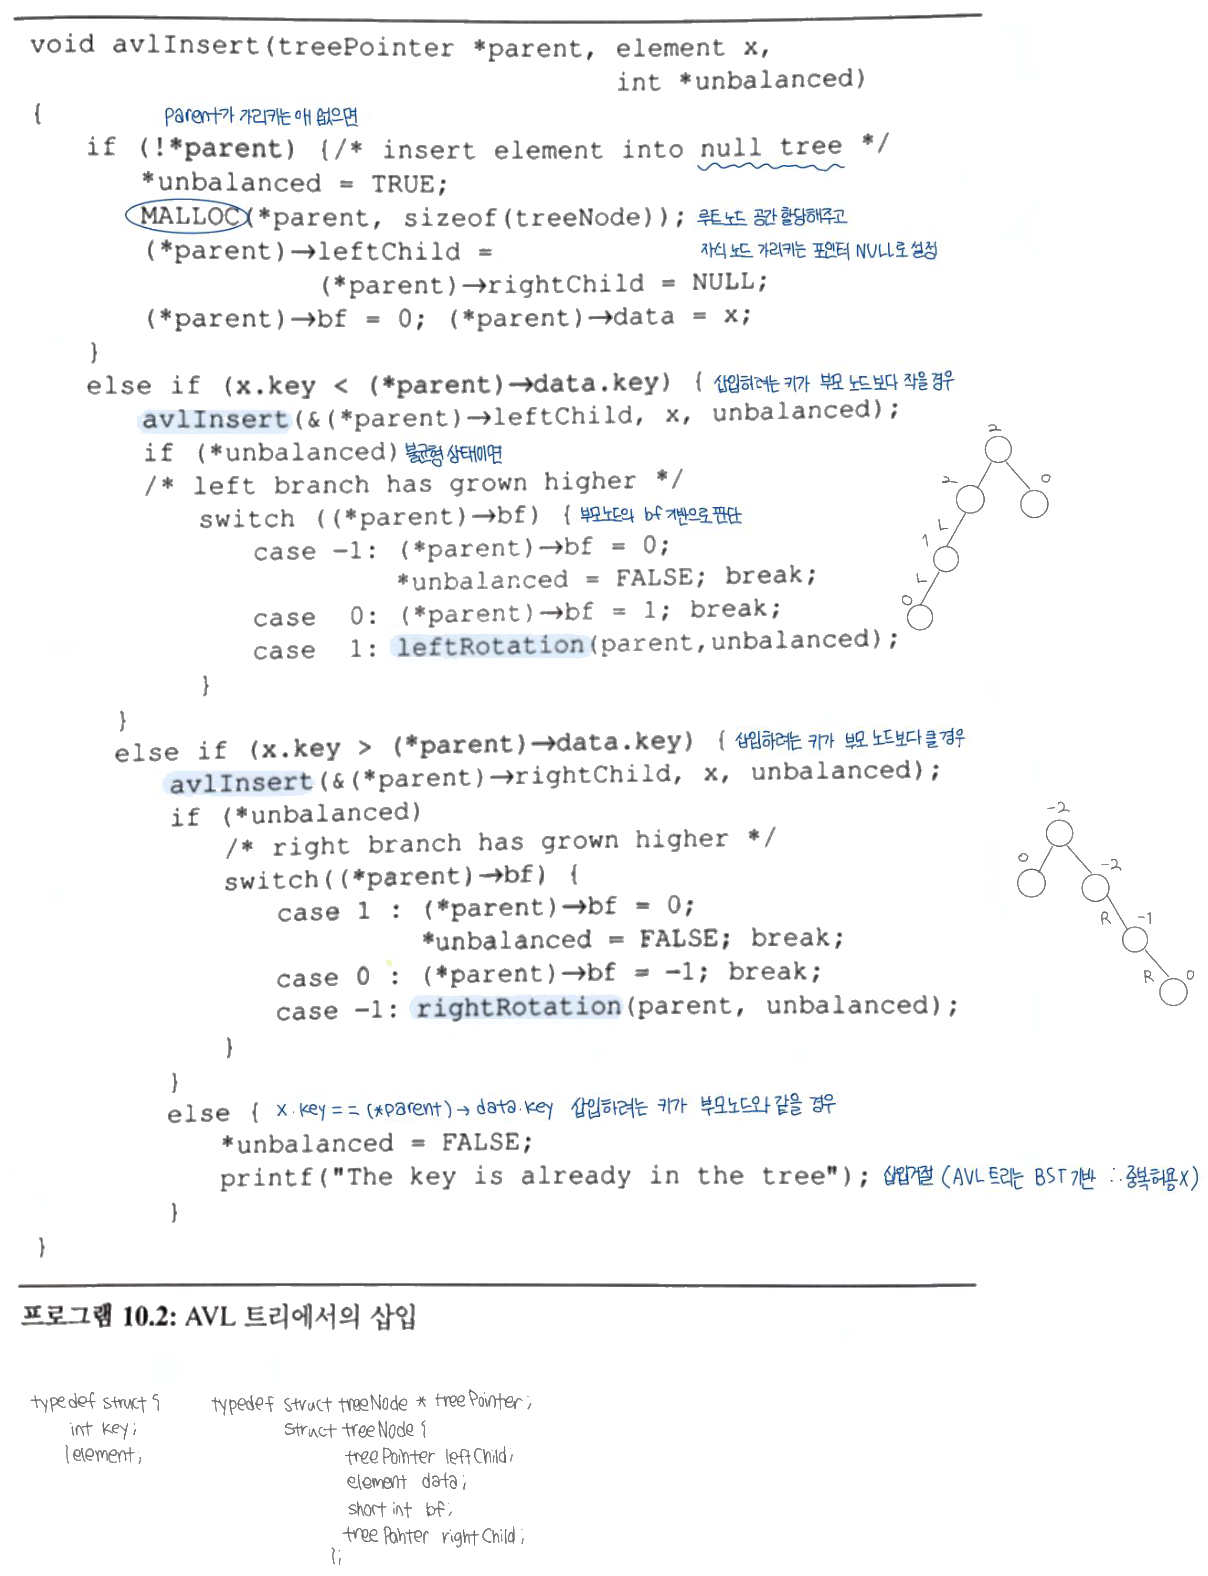 void avlInsert(treePointer *parent, element x,
int *unbalanced)
{
parent가 가리키는 애 없으면
if (!*parent) {/* insert element into null tree */
*unbalanced = TRUE;
MALLOC(*parent, sizeof(treeNode)); 루트노드 공간 할당해주고
(*parent)→leftChild = 자식 노드 가리키는 포인터 NULL로 설정
(*parent)→rightChild = NULL;
(*parent)→bf = 0; (*parent)→data = x;
}
else if (x.key < (*parent)→data.key) { 삽입하려는 키가 부모 노드보다 작을 경우
avlInsert(&(*parent)→leftChild, x, unbalanced);
if (*unbalanced) 불균형 상태이면
/* left branch has grown higher */
switch ((*parent)→bf) { 부모노드의 bf 기반으로 판단
case -1: (*parent)→bf = 0;
*unbalanced = FALSE; break;
case 0: (*parent)→bf = 1; break;
case 1: leftRotation(parent,unbalanced);
}
}
2
2
0
L
1
L
0
else if (x.key > (*parent)→data.key) { 삽입하려는 키가 부모 노드보다 클 경우
avlInsert(&(*parent)→rightChild, x, unbalanced);
if (*unbalanced)
/* right branch has grown higher */
switch((*parent)→bf) {
case 1 : (*parent)→bf = 0;
*unbalanced = FALSE; break;
case 0 : (*parent)→bf = -1; break;
case -1: rightRotation(parent, unbalanced);
}
}
-2
0
-2
R
-1
R
0
else { x.key == (*parent)→data.key 삽입하려는 키가 부모노드와 같을 경우
*unbalanced = FALSE;
printf("The key is already in the tree"); 삽입거절 (AVL 트리는 BST 기반 ∴중복허용X)
}
}
프로그램 10.2: AVL 트리에서의 삽입
typedef struct { typedef struct treeNode * treePointer;
int key; struct treeNode {
}element; treePointer leftChild;
element data;
short int bf;
treePointer rightChild;
};